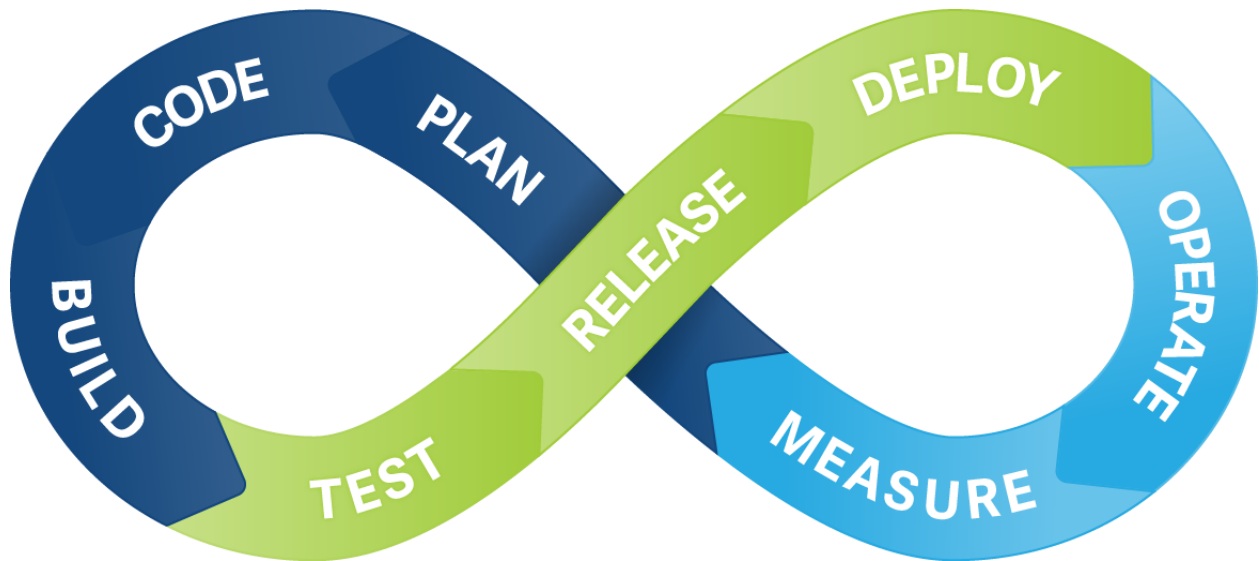 PLAN
CODE
BUILD
TEST
RELEASE
DEPLOY
OPERATE
MEASURE